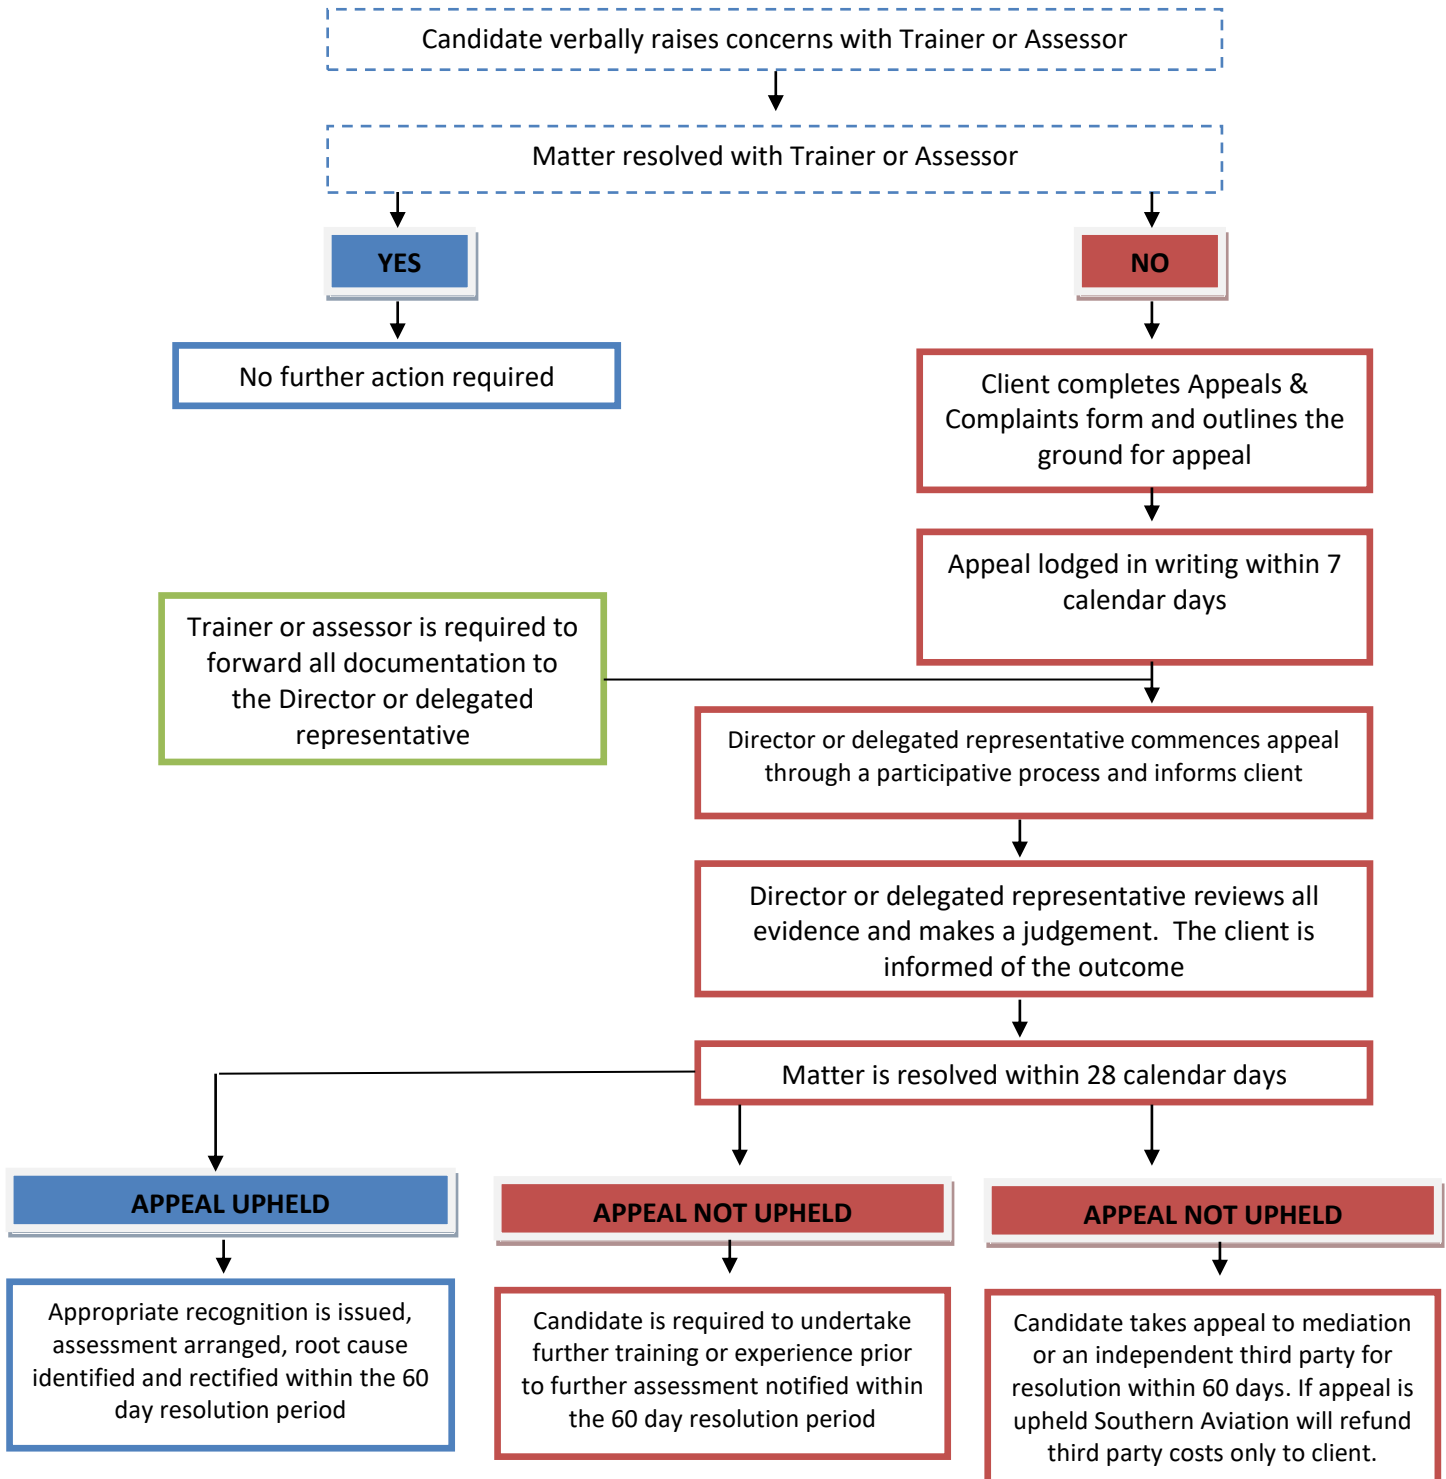 Candidate verbally raises concerns with Trainer or Assessor
Matter resolved with Trainer or Assessor
YES
NO
No further action required
Client completes Appeals &
Complaints form and outlines the
ground for appeal
Appeal lodged in writing within 7
calendar days
Trainer or assessor is required to
forward all documentation to
the Director or delegated
representative
Director or delegated representative commences appeal
through a participative process and informs client
Director or delegated representative reviews all
evidence and makes a judgement.  The client is
informed of the outcome
Matter is resolved within 28 calendar days
APPEAL UPHELD
APPEAL NOT UPHELD
APPEAL NOT UPHELD
Appropriate recognition is issued,
assessment arranged, root cause
identified and rectified within the 60
day resolution period
Candidate is required to undertake
further training or experience prior
to further assessment notified within
the 60 day resolution period
Candidate takes appeal to mediation
or an independent third party for
resolution within 60 days. If appeal is
upheld Southern Aviation will refund
third party costs only to client.